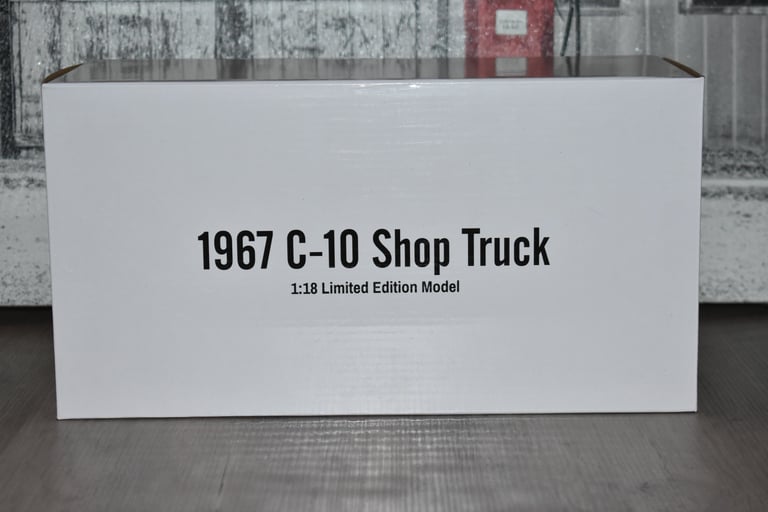 1967 C-10 Shop Truck
1:18 Limited Edition Model